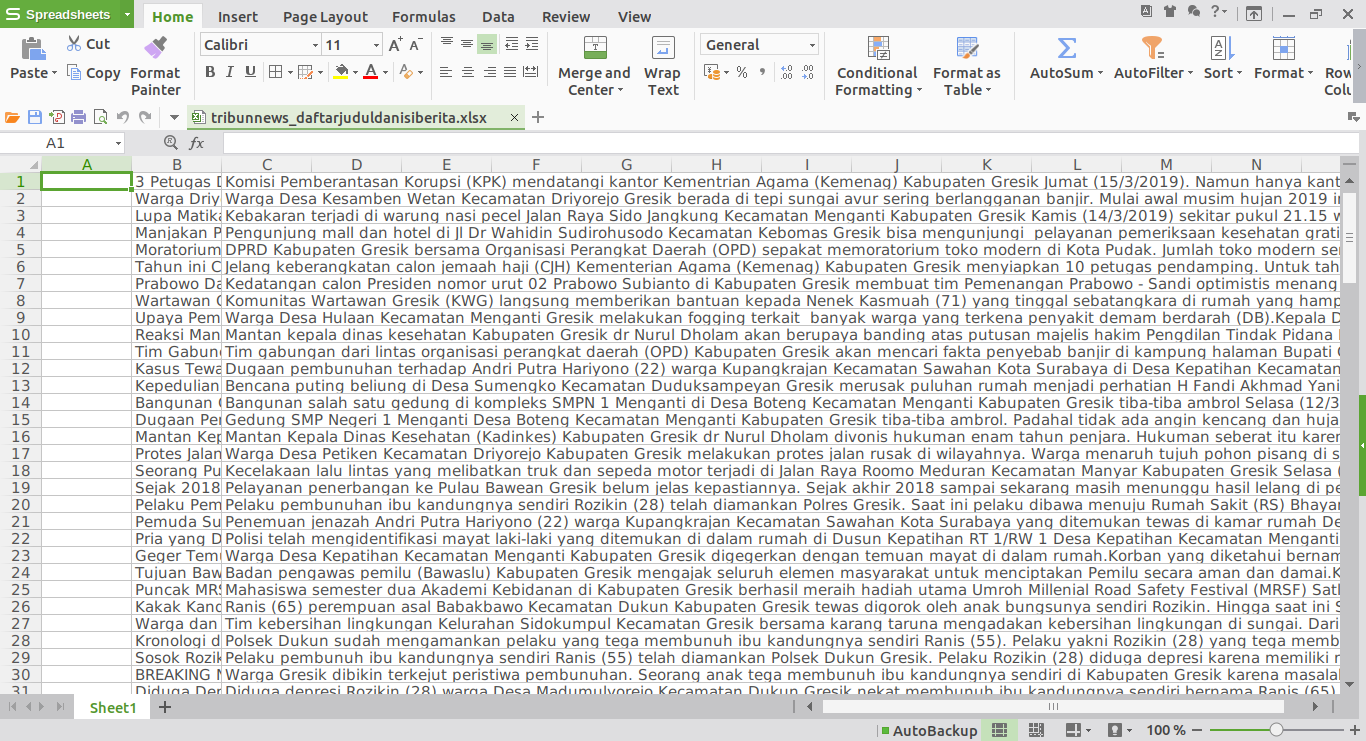 Spreadsheets Home Insert Page Layout Formulas Data Review View
Cut Calibri 11 General
Paste Copy Format Painter B I U Merge and Center Wrap Text Conditional Formatting Format as Table AutoSum AutoFilter Sort Format
tribunnews_daftarjuduldanisiberita.xlsx
A1 fx
A B C D E F G H I J K L M N
1 3 Petugas Komisi Pemberantasan Korupsi (KPK) mendatangi kantor Kementrian Agama (Kemenag) Kabupaten Gresik Jumat (15/3/2019). Namun hanya kant
2 Warga Driy Warga Desa Kesamben Wetan Kecamatan Driyorejo Gresik berada di tepi sungai avur sering berlangganan banjir. Mulai awal musim hujan 2019 i
3 Lupa Matika Kebakaran terjadi di warung nasi pecel Jalan Raya Sido Jangkung Kecamatan Menganti Kabupaten Gresik Kamis (14/3/2019) sekitar pukul 21.15 w
4 Manjakan P Pengunjung mall dan hotel di Jl Dr Wahidin Sudirohusodo Kecamatan Kebomas Gresik bisa mengunjungi pelayanan pemeriksaan kesehatan grati
5 Moratorium DPRD Kabupaten Gresik bersama Organisasi Perangkat Daerah (OPD) sepakat memoratorium toko modern di Kota Pudak. Jumlah toko modern se
6 Tahun ini C Jelang keberangkatan calon jemaah haji (CJH) Kementerian Agama (Kemenag) Kabupaten Gresik menyiapkan 10 petugas pendamping. Untuk tah
7 Prabowo Da Kedatangan calon Presiden nomor urut 02 Prabowo Subianto di Kabupaten Gresik membuat tim Pemenangan Prabowo - Sandi optimistis menang
8 Wartawan Komunitas Wartawan Gresik (KWG) langsung memberikan bantuan kepada Nenek Kasmuah (71) yang tinggal sebatangkara di rumah yang hamp
9 Upaya Pem Warga Desa Hulaan Kecamatan Menganti Gresik melakukan fogging terkait banyak warga yang terkena penyakit demam berdarah (DB).Kepala D
10 Reaksi Man Mantan kepala dinas kesehatan Kabupaten Gresik dr Nurul Dholam akan berupaya banding atas putusan majelis hakim Pengdilan Tindak Pidana
11 Tim Gabun Tim gabungan dari lintas organisasi perangkat daerah (OPD) Kabupaten Gresik akan mencari fakta penyebab banjir di kampung halaman Bupati
12 Kasus Tewa Dugaan pembunuhan terhadap Andri Putra Hariyono (22) warga Kupangkrajan Kecamatan Sawahan Kota Surabaya di Desa Kepatihan Kecamatan
13 Kepedulian Bencana puting beliung di Desa Sumengko Kecamatan Duduksampeyan Gresik merusak puluhan rumah menjadi perhatian H Fandi Akhmad Yani
14 Bangunan Bangunan salah satu gedung di kompleks SMPN 1 Menganti di Desa Boteng Kecamatan Menganti Kabupaten Gresik tiba-tiba ambrol Selasa (12/3
15 Dugaan Per Gedung SMP Negeri 1 Menganti Desa Boteng Kecamatan Menganti Kabupaten Gresik tiba-tiba ambrol. Padahal tidak ada angin kencang dan huja
16 Mantan Kep Mantan Kepala Dinas Kesehatan (Kadinkes) Kabupaten Gresik dr Nurul Dholam divonis hukuman enam tahun penjara. Hukuman seberat itu karer
17 Protes Jalan Warga Desa Petiken Kecamatan Driyorejo Kabupaten Gresik melakukan protes jalan rusak di wilayahnya. Warga menaruh tujuh pohon pisang di s
18 Seorang Pu Kecelakaan lalu lintas yang melibatkan truk dan sepeda motor terjadi di Jalan Raya Roomo Meduran Kecamatan Manyar Kabupaten Gresik Selasa (
19 Sejak 2018 Pelayanan penerbangan ke Pulau Bawean Gresik belum jelas kepastiannya. Sejak akhir 2018 sampai sekarang masih menunggu hasil lelang di pe
20 Pelaku Pem Pelaku pembunuhan ibu kandungnya sendiri Rozikin (28) telah diamankan Polres Gresik. Saat ini pelaku dibawa menuju Rumah Sakit (RS) Bhayar
21 Pemuda Su Penemuan jenazah Andri Putra Hariyono (22) warga Kupangkrajan Kecamatan Sawahan Kota Surabaya yang ditemukan tewas di kamar rumah De
22 Pria yang D Polisi telah mengidentifikasi mayat laki-laki yang ditemukan di dalam rumah di Dusun Kepatihan RT 1/RW 1 Desa Kepatihan Kecamatan Menganti
23 Geger Temu Warga Desa Kepatihan Kecamatan Menganti Kabupaten Gresik digegerkan dengan temuan mayat di dalam rumah.Korban yang diketahui bernam
24 Tujuan Baw Badan pengawas pemilu (Bawaslu) Kabupaten Gresik mengajak seluruh elemen masyarakat untuk menciptakan Pemilu secara aman dan damai.K
25 Puncak MRS Mahasiswa semester dua Akademi Kebidanan di Kabupaten Gresik berhasil meraih hadiah utama Umroh Millenial Road Safety Festival (MRSF) Satl
26 Kakak Kand Ranis (65) perempuan asal Babakbawo Kecamatan Dukun Kabupaten Gresik tewas digorok oleh anak bungsunya sendiri Rozikin. Hingga saat ini S
27 Warga dan Tim kebersihan lingkungan Kelurahan Sidokumpul Kecamatan Gresik bersama karang taruna mengadakan kebersihan lingkungan di sungai. Dari
28 Kronologi d Polsek Dukun sudah mengamankan pelaku yang tega membunuh ibu kandungnya sendiri Ranis (55). Pelaku yakni Rozikin (28) yang tega memb
29 Sosok Rozik Pelaku pembunuh ibu kandungnya sendiri Ranis (55) telah diamankan Polsek Dukun Gresik. Pelaku Rozikin (28) diduga depresi karena memiliki r
30 BREAKING Warga Gresik dibikin terkejut peristiwa pembunuhan. Seorang anak tega membunuh ibu kandungnya sendiri di Kabupaten Gresik karena masalal
31 Diduga Der Diduga depresi Rozikin (28) warga Desa Madumulyorejo Kecamatan Dukun Gresik nekat membunuh ibu kandungnya sendiri bernama Ranis (65)
Sheet1
AutoBackup 100 %